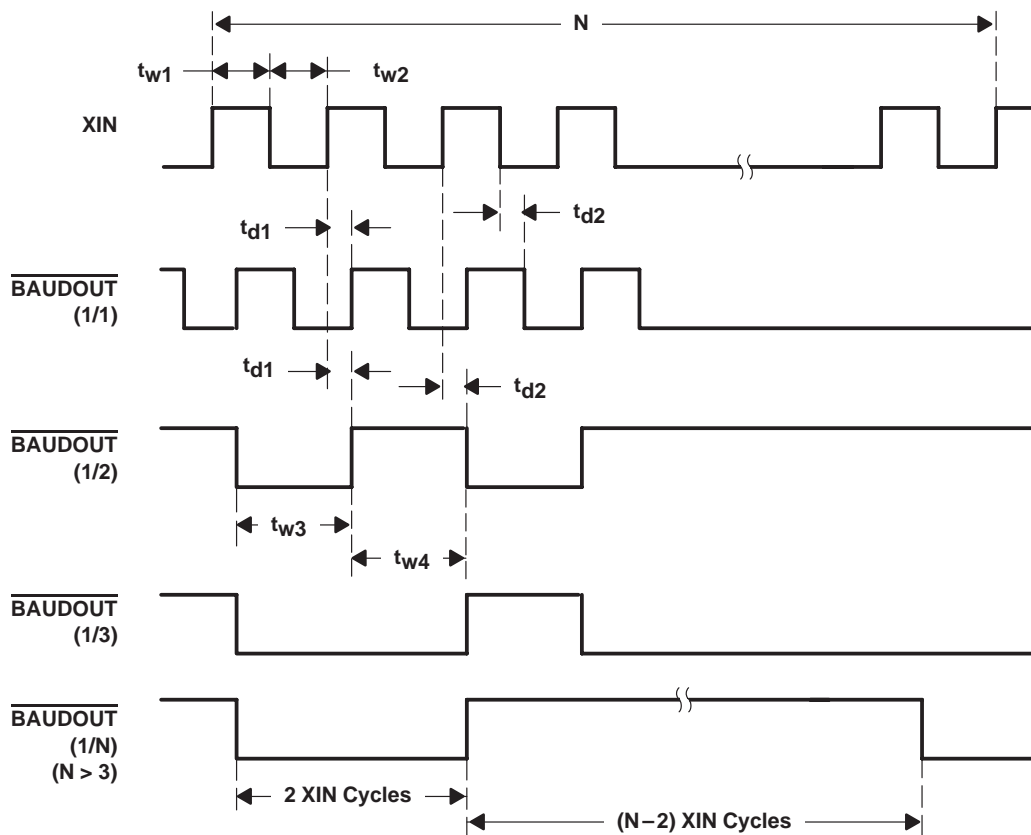 N
tw1
tw2
XIN
td1
td2
BAUDOUT
(1/1)
td1
td2
BAUDOUT
(1/2)
tw3
tw4
BAUDOUT
(1/3)
BAUDOUT
(1/N)
(N > 3)
2 XIN Cycles
(N−2) XIN Cycles